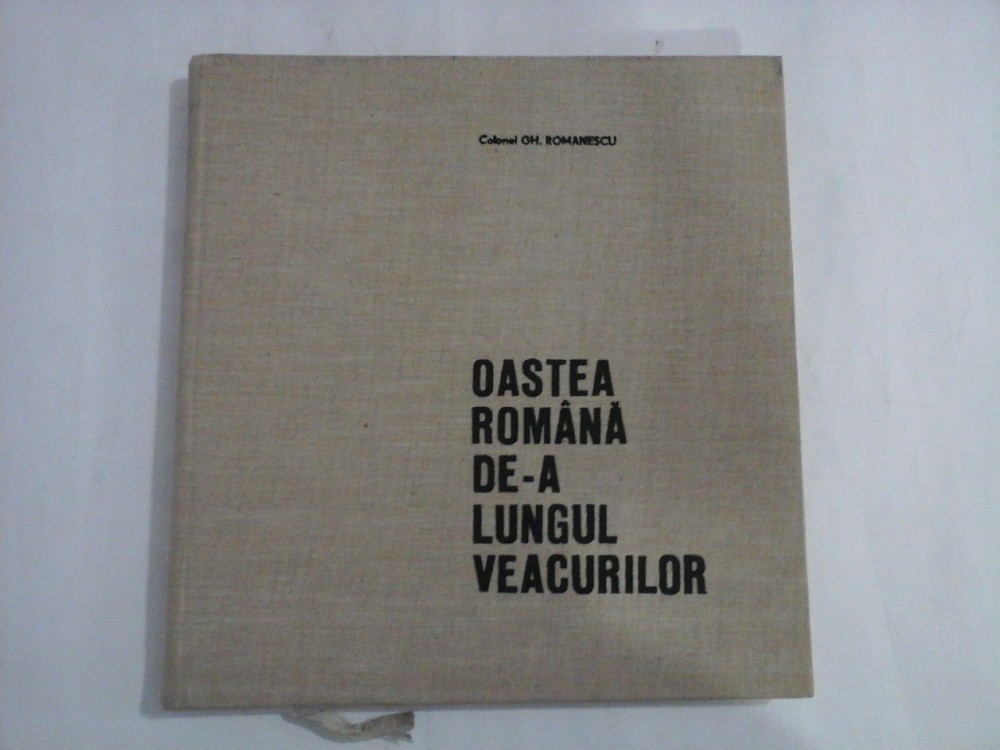 Colonel GH. ROMANESCU
OASTEA
ROMÂNĂ
DE-A
LUNGUL
VEACURILOR